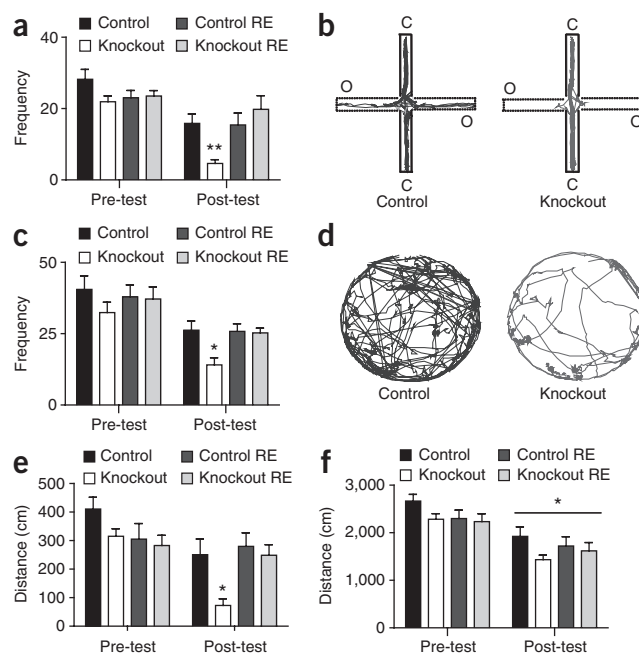 a
Control
Control RE
Knockout
Knockout RE
Frequency
40
20
0
**
Pre-test
Post-test
b
C
C
O
O
O
O
C
C
Control
Knockout
c
Control
Control RE
Knockout
Knockout RE
Frequency
50
25
0
*
Pre-test
Post-test
d
Control
Knockout
e
Control
Control RE
Knockout
Knockout RE
Distance (cm)
500
400
300
200
100
0
*
Pre-test
Post-test
f
Control
Control RE
Knockout
Knockout RE
Distance (cm)
3,000
2,000
1,000
0
*
Pre-test
Post-test